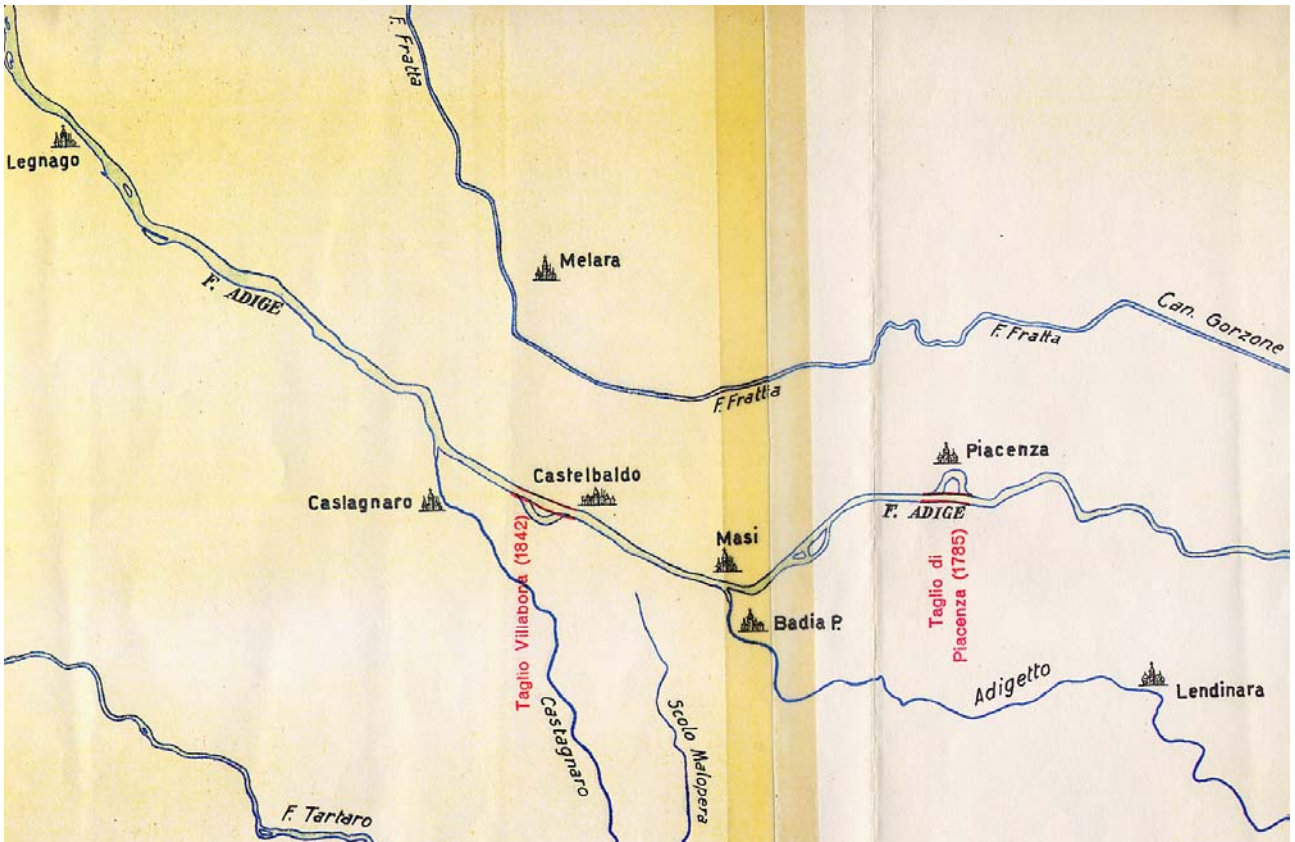 F. Fratta
Legnago
Melara
F. ADIGE
Can. Gorzone
F. Fratta
F. Fratta
Piacenza
Castelbaldo
Caslagnaro
F. ADIGE
Masi
Taglio Villabona (1842)
Taglio di
Piacenza (1785)
Badia P.
Adigetto
Lendinara
Castagnaro
Scolo Malopera
F. Tartaro